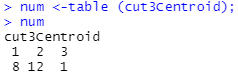 > num <-table (cut3Centroid);
> num
cut3Centroid
 1  2  3
 8 12  1